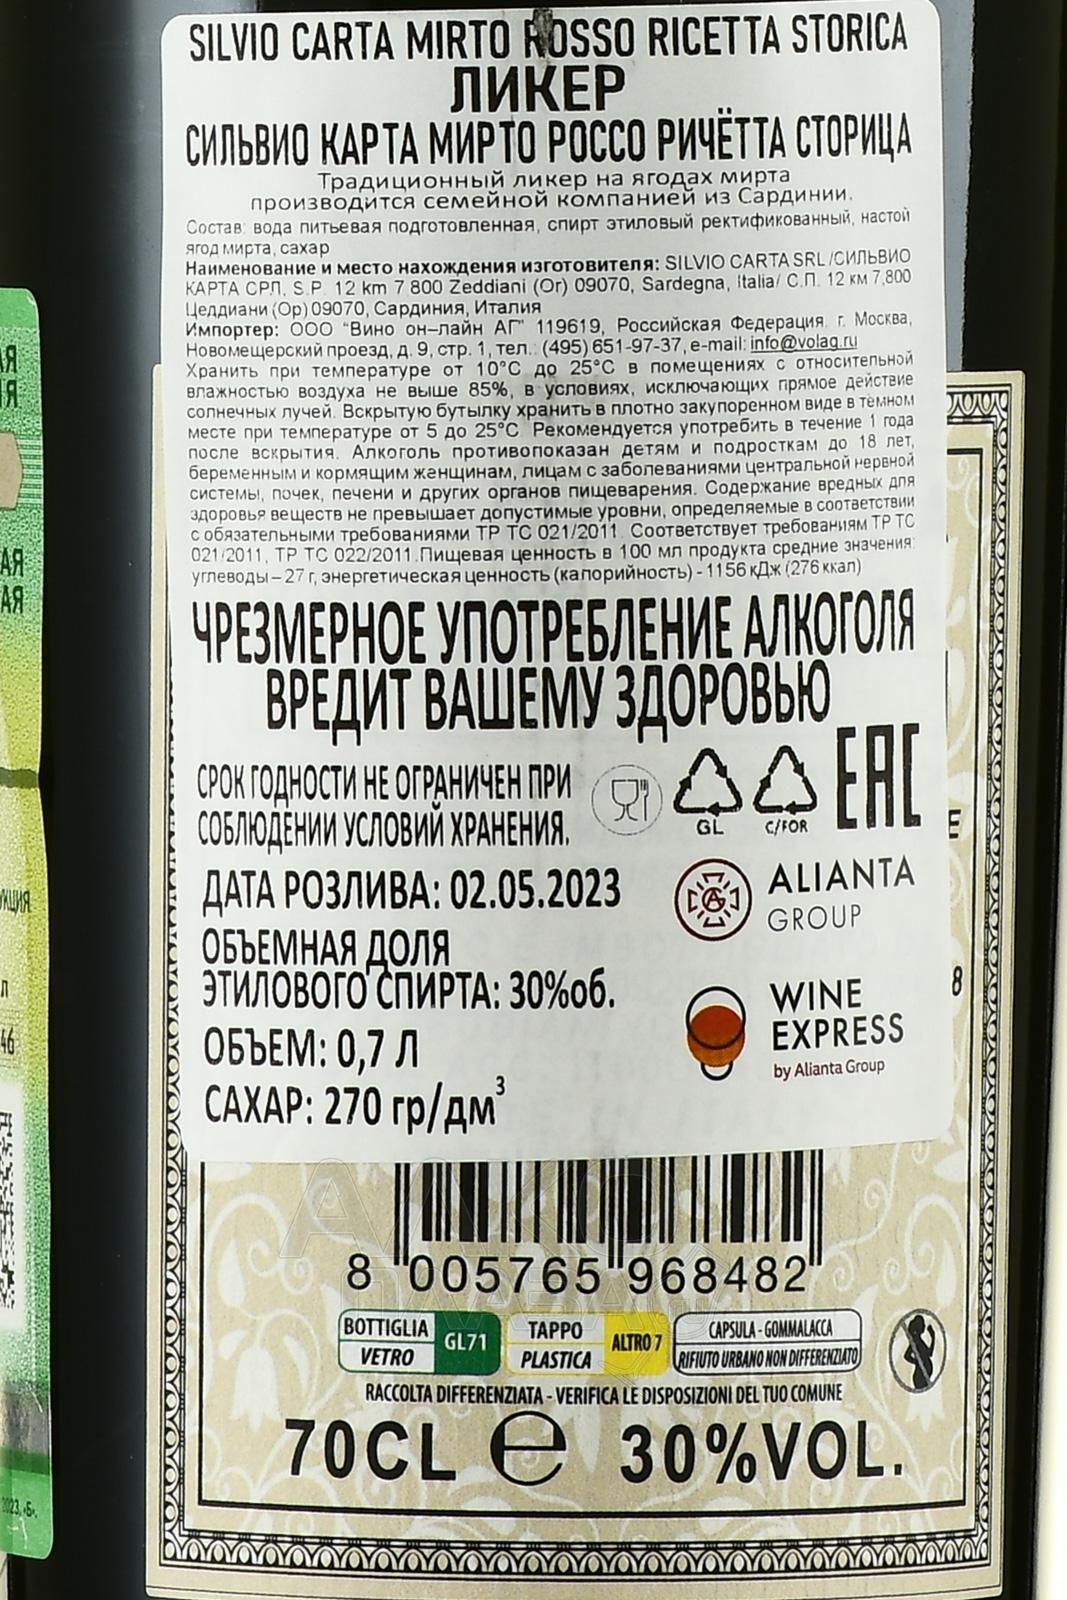 SILVIO CARTA MIRTO ROSSO RICETTA STORICA
ЛИКЕР
СИЛЬВИО КАРТА МИРТО РОССО РИЧЁТТА СТОРИЦА
Традиционный ликер на ягодах мирта
производится семейной компанией из Сардинии.
Состав: вода питьевая подготовленная, спирт этиловый ректификованный, настой
ягод мирта, сахар
Наименование и место нахождения изготовителя: SILVIO CARTA SRL /СИЛЬВИО
КАРТА СРЛ, S.P. 12 km 7 800 Zeddiani (Or) 09070, Sardegna, Italia/ С.П. 12 км 7,800
Цеддиани (Ор) 09070, Сардиния, Италия
Импортер: ООО "Вино он–лайн АГ" 119619, Российская Федерация, г. Москва,
Новомещерский проезд, д. 9, стр. 1, тел.: (495) 651-97-37, e-mail: info@volag.ru
Хранить при температуре от 10°С до 25°С в помещениях с относительной
влажностью воздуха не выше 85%, в условиях, исключающих прямое действие
солнечных лучей. Вскрытую бутылку хранить в плотно закупоренном виде в темном
месте при температуре от 5 до 25°С. Рекомендуется употребить в течение 1 года
после вскрытия. Алкоголь противопоказан детям и подросткам до 18 лет,
беременным и кормящим женщинам, лицам с заболеваниями центральной нервной
системы, почек, печени и других органов пищеварения. Содержание вредных для
здоровья веществ не превышает допустимые уровни, определяемые в соответствии
с обязательными требованиями ТР ТС 021/2011. Соответствует требованиям ТР ТС
021/2011, ТР ТС 022/2011.Пищевая ценность в 100 мл продукта средние значения:
углеводы – 27 г, энергетическая ценность (калорийность) - 1156 кДж (276 ккал)
ЧРЕЗМЕРНОЕ УПОТРЕБЛЕНИЕ АЛКОГОЛЯ
ВРЕДИТ ВАШЕМУ ЗДОРОВЬЮ
СРОК ГОДНОСТИ НЕ ОГРАНИЧЕН ПРИ
СОБЛЮДЕНИИ УСЛОВИЙ ХРАНЕНИЯ.
GL
C/FOR
EAC
ДАТА РОЗЛИВА: 02.05.2023
ALIANTA
GROUP
ОБЪЕМНАЯ ДОЛЯ
ЭТИЛОВОГО СПИРТА: 30%об.
WINE
EXPRESS
by Alianta Group
ОБЪЕМ: 0,7 Л
САХАР: 270 гр/дм³
8 005765 968482
BOTTIGLIA
VETRO
GL71
TAPPO
PLASTICA
ALTRO 7
CAPSULA - GOMMALACCA
RIFIUTO URBANO NON DIFFERENZIATO
RACCOLTA DIFFERENZIATA - VERIFICA LE DISPOSIZIONI DEL TUO COMUNE
70CL e 30%VOL.